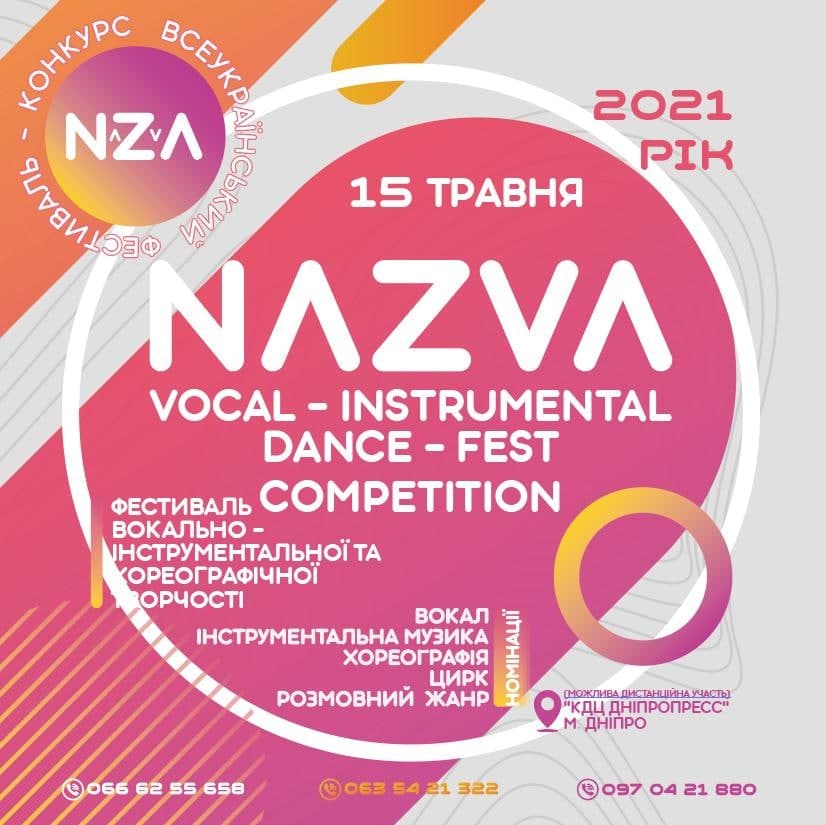 ВСЕУКРАЇНСЬКИЙ ФЕСТИВАЛЬ - КОНКУРС
NAZVA
2021
РІК
15 ТРАВНЯ
NAZVA
VOCAL - INSTRUMENTAL
DANCE - FEST
COMPETITION
ФЕСТИВАЛЬ
ВОКАЛЬНО -
ІНСТРУМЕНТАЛЬНОЇ ТА
ХОРЕОГРАФІЧНОЇ
ТВОРЧОСТІ
ВОКАЛ
ІНСТРУМЕНТАЛЬНА МУЗИКА
ХОРЕОГРАФІЯ
ЦИРК
РОЗМОВНИЙ ЖАНР
НОМІНАЦІЇ
(МОЖЛИВА ДИСТАНЦІЙНА УЧАСТЬ)
"КДЦ ДНІПРОПРЕСС"
М. ДНІПРО
066 62 55 658
063 54 21 322
097 04 21 880